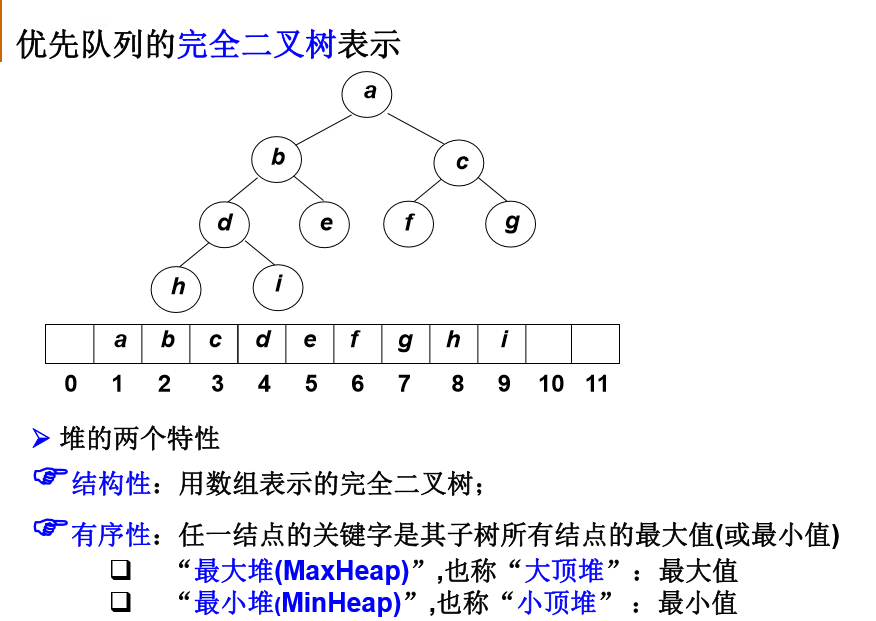 优先队列的完全二叉树表示
a
b
c
d
e
f
g
h
i
a b c d e f g h i
0 1 2 3 4 5 6 7 8 9 10 11
堆的两个特性
结构性：用数组表示的完全二叉树；
有序性：任一结点的关键字是其子树所有结点的最大值(或最小值)
“最大堆(MaxHeap)”,也称“大顶堆”：最大值
“最小堆(MinHeap)”,也称“小顶堆” ：最小值